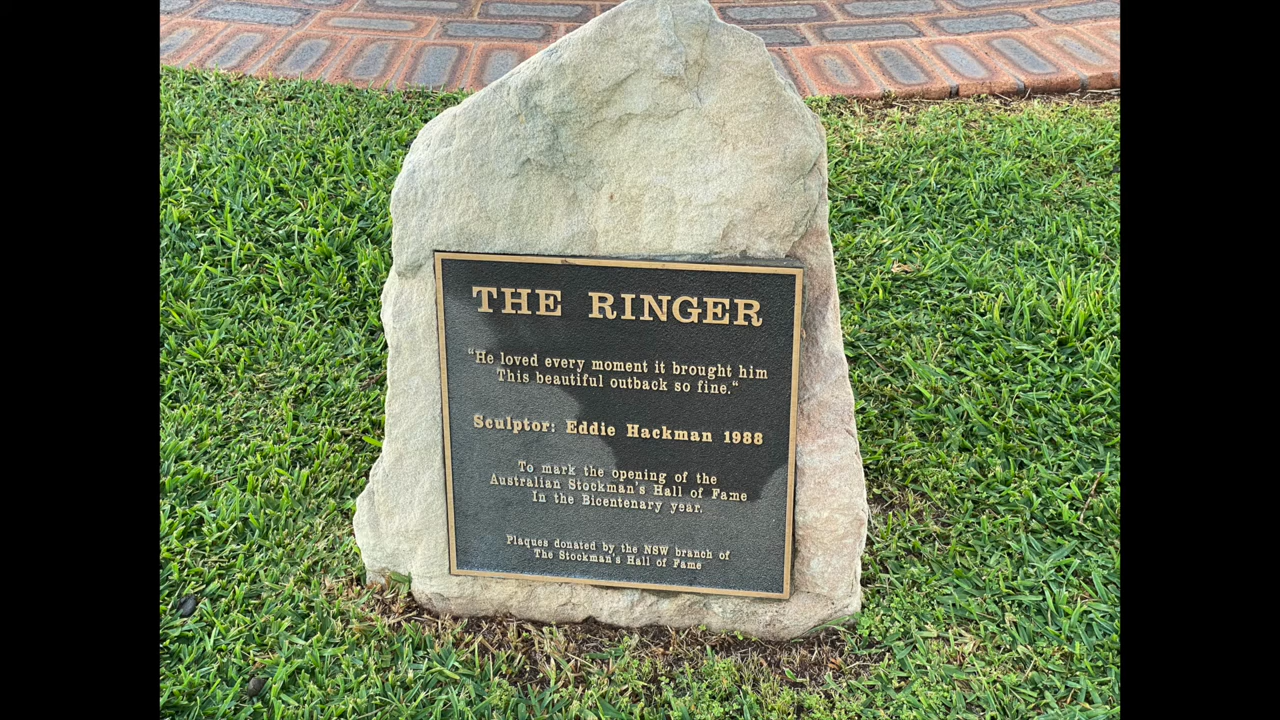 THE RINGER
"He loved every moment it brought him
This beautiful outback so fine."
Sculptor: Eddie Hackman 1988
To mark the opening of the
Australian Stockman's Hall of Fame
In the Bicentenary year.
Plaques donated by the NSW branch of
The Stockman's Hall of Fame